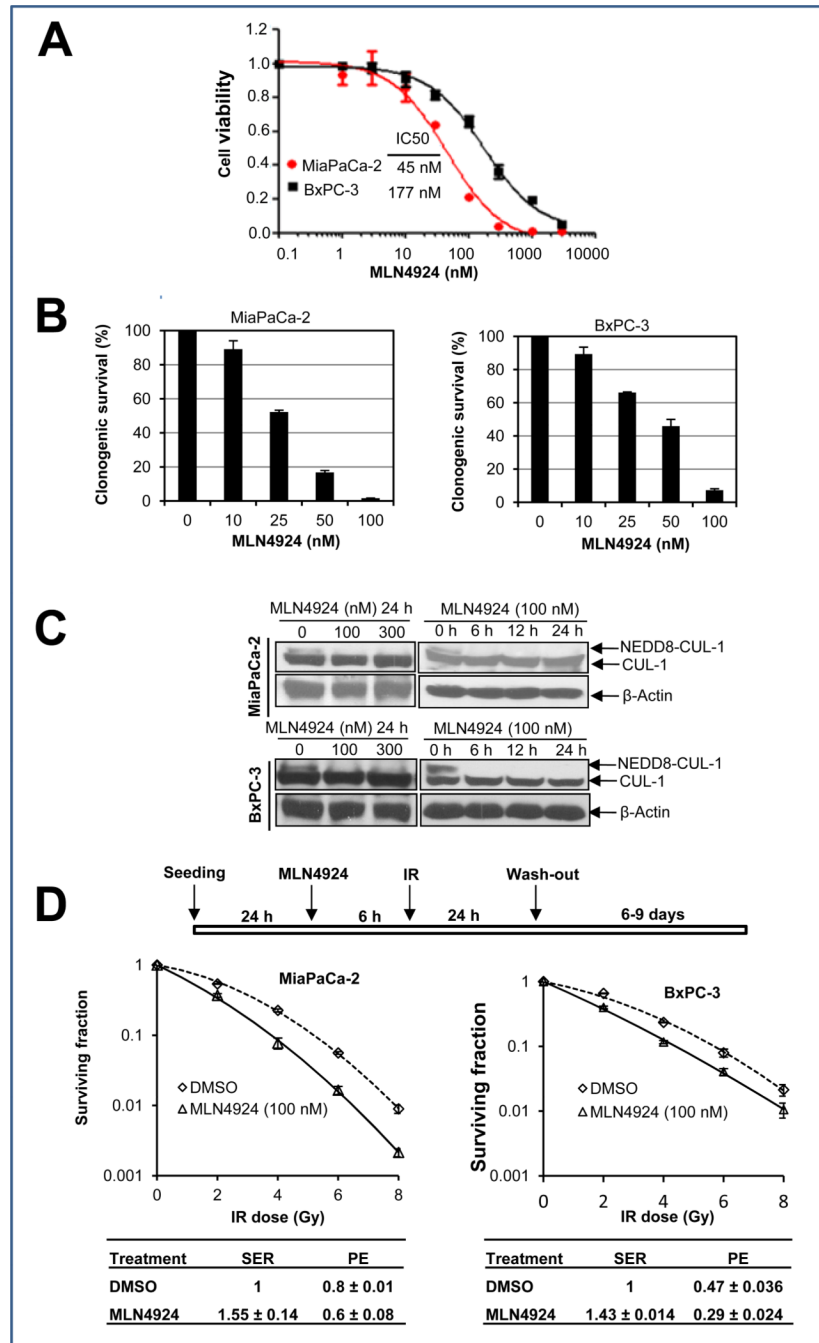 A
Cell viability
1.2
1.0
0.8
0.6
0.4
0.2
0.0
IC50
MiaPaCa-2 45 nM
BxPC-3 177 nM
0.1 1 10 100 1000 10000
MLN4924 (nM)
B
MiaPaCa-2
Clonogenic survival (%)
100
80
60
40
20
0
0 10 25 50 100
MLN4924 (nM)
BxPC-3
Clonogenic survival (%)
100
80
60
40
20
0
0 10 25 50 100
MLN4924 (nM)
C
MiaPaCa-2
MLN4924 (nM) 24 h MLN4924 (100 nM)
0 100 300 0 h 6 h 12 h 24 h
NEDD8-CUL-1
CUL-1
β-Actin
BxPC-3
MLN4924 (nM) 24 h MLN4924 (100 nM)
0 100 300 0 h 6 h 12 h 24 h
NEDD8-CUL-1
CUL-1
β-Actin
D
Seeding MLN4924 IR Wash-out
24 h 6 h 24 h 6-9 days
MiaPaCa-2
Surviving fraction
1
0.1
0.01
0.001
DMSO
MLN4924 (100 nM)
0 2 4 6 8
IR dose (Gy)
Treatment SER PE
DMSO 1 0.8 ± 0.01
MLN4924 1.55 ± 0.14 0.6 ± 0.08
BxPC-3
Surviving fraction
1
0.1
0.01
0.001
DMSO
MLN4924 (100 nM)
0 2 4 6 8
IR dose (Gy)
Treatment SER PE
DMSO 1 0.47 ± 0.036
MLN4924 1.43 ± 0.014 0.29 ± 0.024